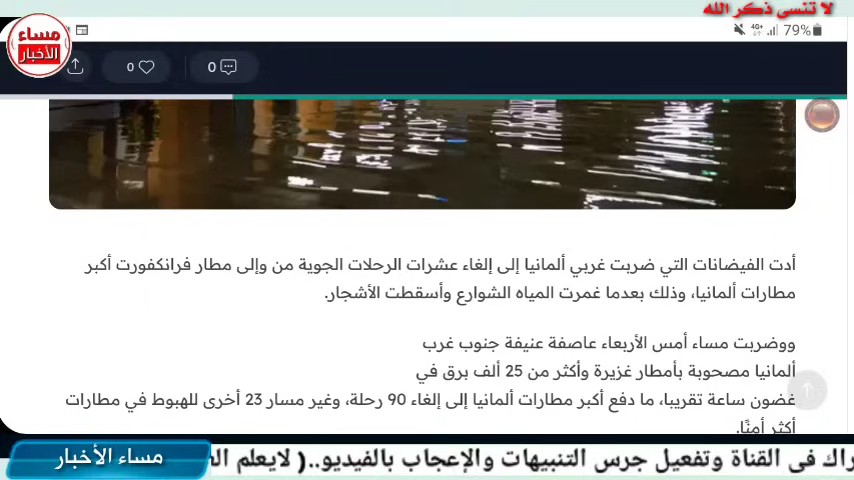 لا تنسى ذكر الله
مساء
الأخبار
79%
4G+
0
0
أدت الفيضانات التي ضربت غربي ألمانيا إلى إلغاء عشرات الرحلات الجوية من وإلى مطار فرانكفورت أكبر
مطارات ألمانيا، وذلك بعدما غمرت المياه الشوارع وأسقطت الأشجار.
ووضربت مساء أمس الأربعاء عاصفة عنيفة جنوب غرب
ألمانيا مصحوبة بأمطار غزيرة وأكثر من 25 ألف برق في
غضون ساعة تقريبا، ما دفع أكبر مطارات ألمانيا إلى إلغاء 90 رحلة، وغير مسار 23 أخرى للهبوط في مطارات
أكثر أمنًا.
مساء الأخبار
راك في القناة وتفعيل جرس التنبيهات والإعجاب بالفيديو..( لايعلم